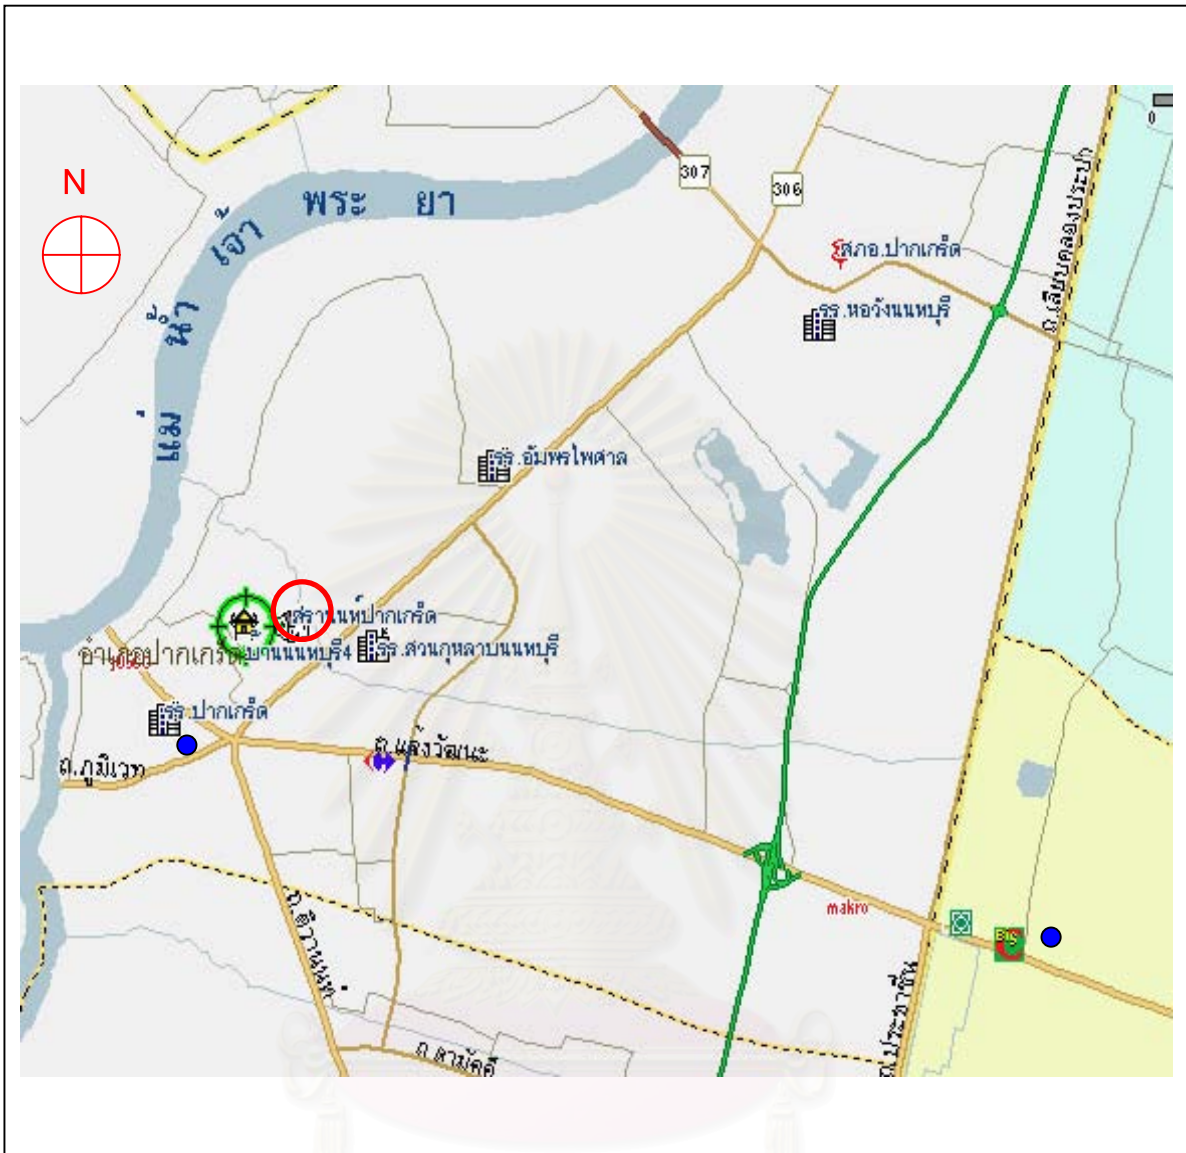 0
N
307
306
แม่ น้ำ เจ้า พระ ยา
ถ.เลียบคลองประปา
สภอ.ปากเกร็ด
รร.หอวังนนทบุรี
รร.อัมพรไพศาล
สรานนท์ปากเกร็ด
อำเภอปากเกร็ด
บ้านนนทบุรี4
รร.สวนกุหลาบนนทบุรี
รร.ปากเกร็ด
ถ.ภูมิเวท
ถ.แจ้งวัฒนะ
ถ.ติวานนท์
makro
Big
ถ.สามัคคี
ถ.ประชาชื่น